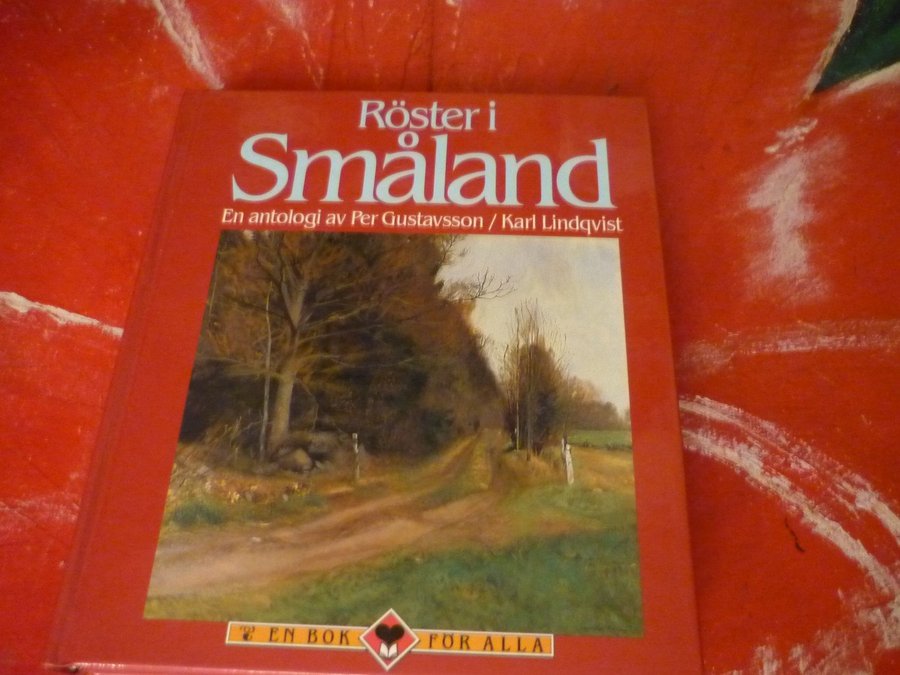 Röster i
Småland
En antologi av Per Gustavsson / Karl Lindqvist
EN BOK FÖR ALLA